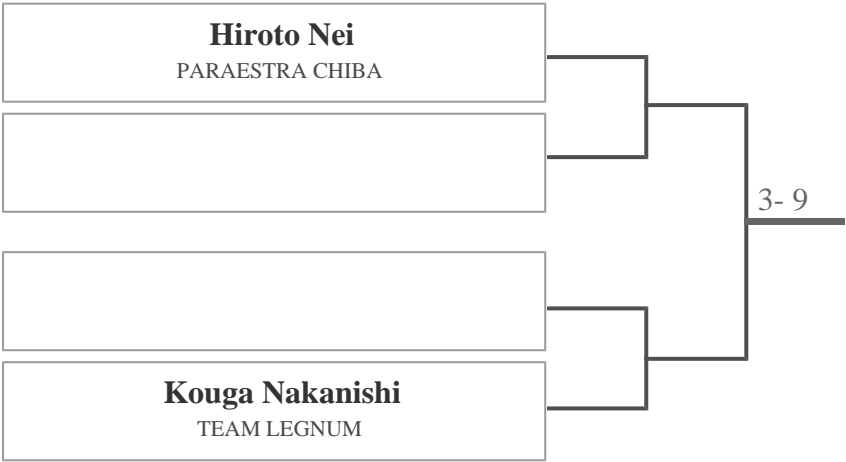 Hiroto Nei
PARAESTRA CHIBA
3- 9
Kouga Nakanishi
TEAM LEGNUM